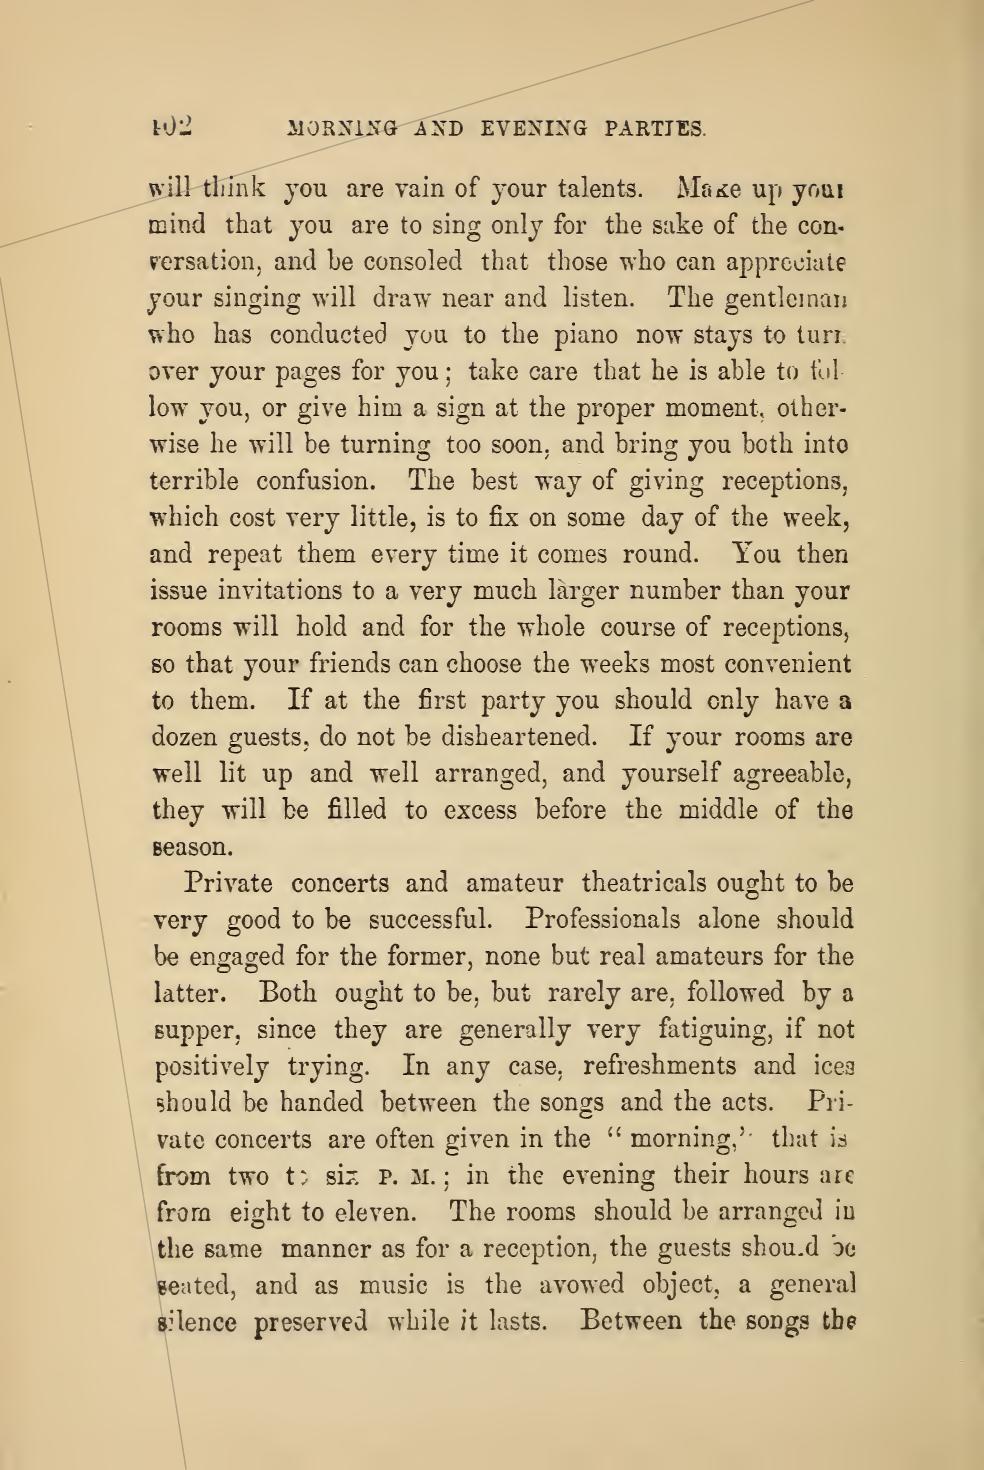 402 MORNING AND EVENING PARTIES.
will think you are vain of your talents. Make up your
mind that you are to sing only for the sake of the con-
versation, and be consoled that those who can appreciate
your singing will draw near and listen. The gentleman
who has conducted you to the piano now stays to turn
over your pages for you; take care that he is able to fol-
low you, or give him a sign at the proper moment, other-
wise he will be turning too soon, and bring you both into
terrible confusion. The best way of giving receptions,
which cost very little, is to fix on some day of the week,
and repeat them every time it comes round. You then
issue invitations to a very much larger number than your
rooms will hold and for the whole course of receptions,
so that your friends can choose the weeks most convenient
to them. If at the first party you should only have a
dozen guests, do not be disheartened. If your rooms are
well lit up and well arranged, and yourself agreeable,
they will be filled to excess before the middle of the
season.
Private concerts and amateur theatricals ought to be
very good to be successful. Professionals alone should
be engaged for the former, none but real amateurs for the
latter. Both ought to be, but rarely are, followed by a
supper, since they are generally very fatiguing, if not
positively trying. In any case, refreshments and ices
should be handed between the songs and the acts. Pri-
vate concerts are often given in the “ morning,” that is
from two to six P. M.; in the evening their hours are
from eight to eleven. The rooms should be arranged in
the same manner as for a reception, the guests should be
seated, and as music is the avowed object, a general
silence preserved while it lasts. Between the songs the